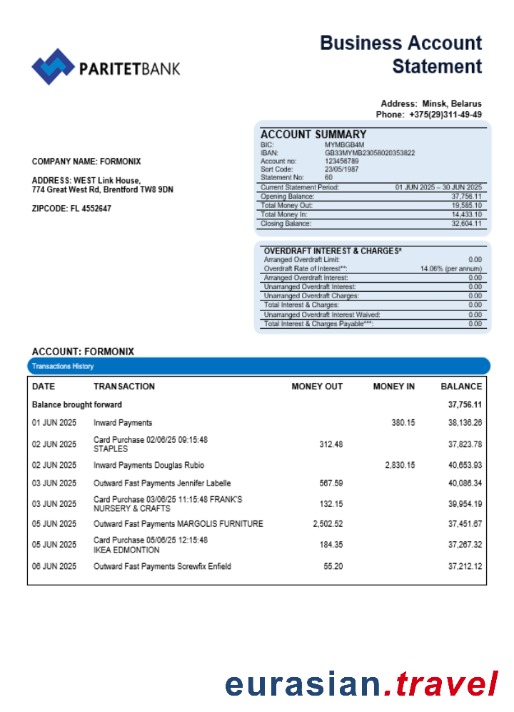 Business Account
Statement
PARITETBANK
Address: Minsk, Belarus
Phone: +375(29)311-49-49
ACCOUNT SUMMARY
BIC: MYMBGB4M
IBAN: GB33MYMB23058020353822
Account no: 123456789
Sort Code: 23/05/1987
Statement No: 60
Current Statement Period: 01 JUN 2025 – 30 JUN 2025
Opening Balance: 37,756.11
Total Money Out: 19,585.10
Total Money In: 14,433.10
Closing Balance: 32,604.11
COMPANY NAME: FORMONIX
ADDRESS: WEST Link House,
774 Great West Rd, Brentford TW8 9DN
ZIPCODE: FL 4552647
OVERDRAFT INTEREST & CHARGES*
Arranged Overdraft Limit: 0.00
Overdraft Rate of Interest**: 14.06% (per annum)
Arranged Overdraft Interest: 0.00
Unarranged Overdraft Interest: 0.00
Unarranged Overdraft Charges: 0.00
Total Interest & Charges: 0.00
Unarranged Overdraft Interest Waived: 0.00
Total Interest & Charges Payable***: 0.00
ACCOUNT: FORMONIX
Transactions History
DATE TRANSACTION MONEY OUT MONEY IN BALANCE
Balance brought forward 37,756.11
01 JUN 2025 Inward Payments 380.15 38,136.26
02 JUN 2025 Card Purchase 02/06/25 09:15:48 312.48 37,823.78
STAPLES
02 JUN 2025 Inward Payments Douglas Rubio 2,830.15 40,653.93
03 JUN 2025 Outward Fast Payments Jennifer Labelle 567.59 40,086.34
03 JUN 2025 Card Purchase 03/06/25 11:15:48 FRANK'S 132.15 39,954.19
NURSERY & CRAFTS
05 JUN 2025 Outward Fast Payments MARGOLIS FURNITURE 2,502.52 37,451.67
05 JUN 2025 Card Purchase 05/06/25 12:15:48 184.35 37,267.32
IKEA EDMONTION
06 JUN 2025 Outward Fast Payments Screwfix Enfield 55.20 37,212.12
eurasian.travel